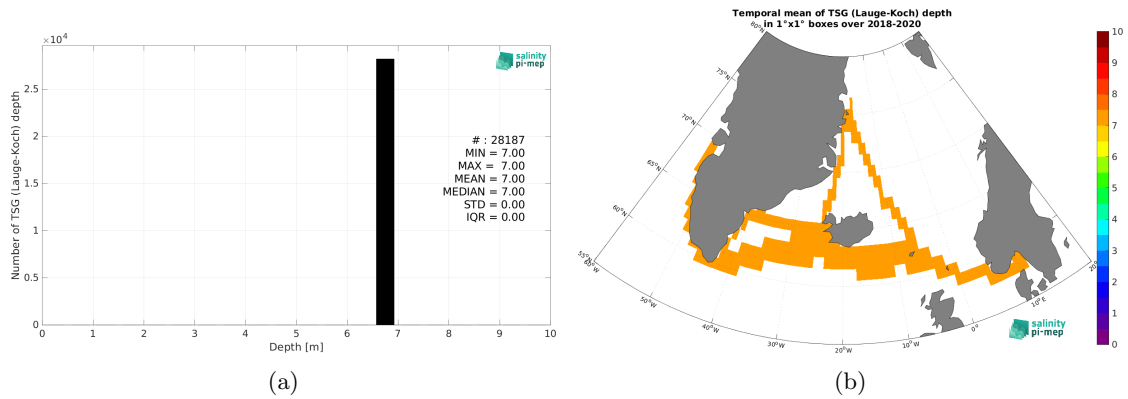 ×10⁴
2.5
2
1.5
1
0.5
0
Number of TSG (Lauge-Koch) depth
salinity
pi-mep
# : 28187
MIN = 7.00
MAX = 7.00
MEAN = 7.00
MEDIAN = 7.00
STD = 0.00
IQR = 0.00
0 1 2 3 4 5 6 7 8 9 10
Depth [m]
(a)
Temporal mean of TSG (Lauge-Koch) depth
in 1°x1° boxes over 2018-2020
80°N
75°N
70°N
65°N
60°N
55°N
60°W
50°W
40°W
30°W
20°W
10°W
0°
10°E
10
9
8
7
6
5
4
3
2
1
0
salinity
pi-mep
(b)